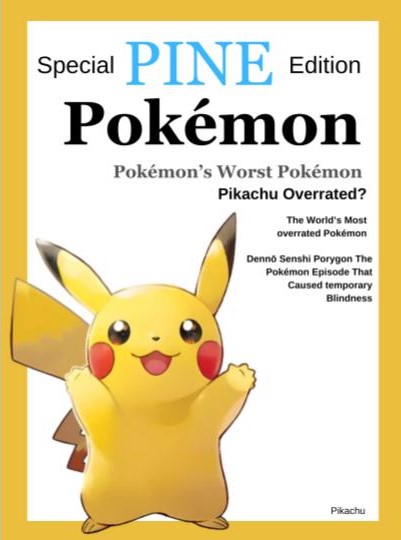 Special PINE Edition
Pokémon
Pokémon's Worst Pokémon
Pikachu Overrated?
The World's Most
overrated Pokémon
Dennō Senshi Porygon The
Pokémon Episode That
Caused temporary
Blindness
Pikachu